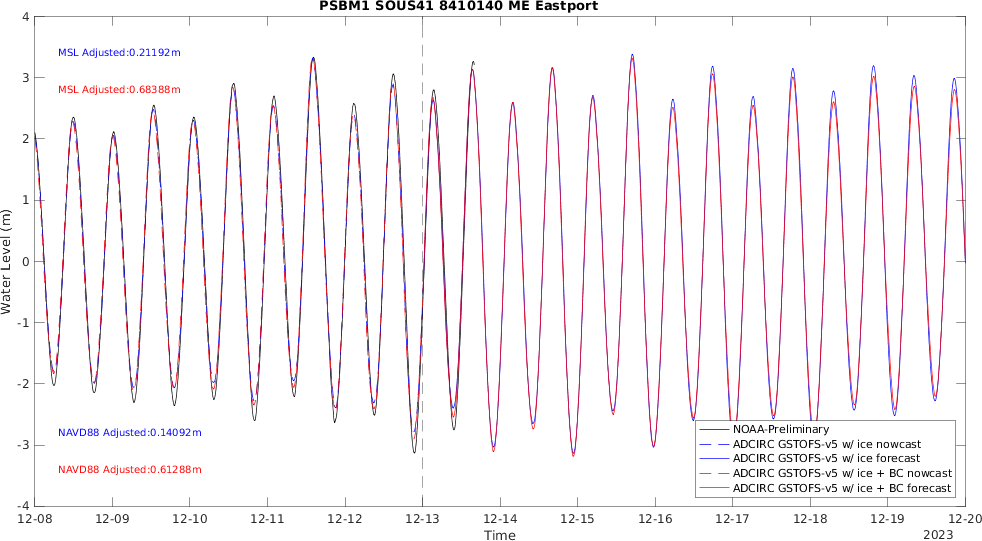 PSBM1 SOUS41 8410140 ME Eastport
4
3
2
1
0
-1
-2
-3
-4
Water Level (m)
MSL Adjusted:0.21192m
MSL Adjusted:0.68388m
NAVD88 Adjusted:0.14092m
NAVD88 Adjusted:0.61288m
NOAA-Preliminary
ADCIRC GSTOFS-v5 w/ ice nowcast
ADCIRC GSTOFS-v5 w/ ice forecast
ADCIRC GSTOFS-v5 w/ ice + BC nowcast
ADCIRC GSTOFS-v5 w/ ice + BC forecast
12-08 12-09 12-10 12-11 12-12 12-13 12-14 12-15 12-16 12-17 12-18 12-19 12-20
Time
2023